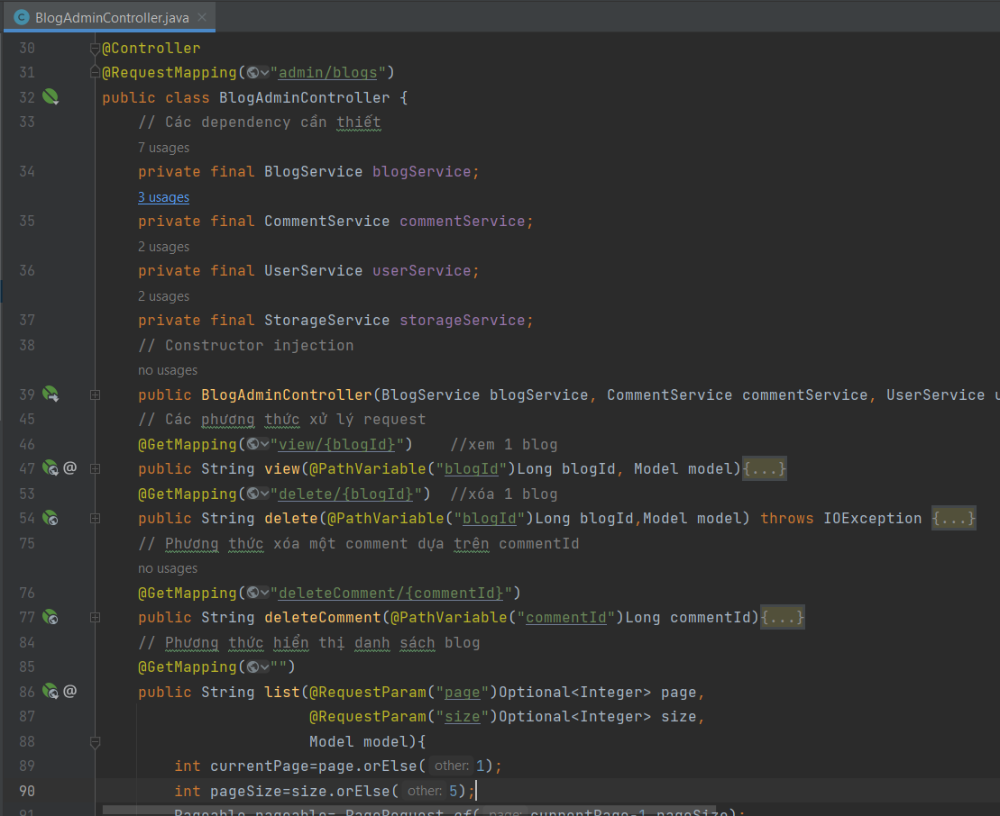 C BlogAdminController.java
30 @Controller
31 @RequestMapping("admin/blogs")
32 public class BlogAdminController {
33 // Các dependency cần thiết
7 usages
34 private final BlogService blogService;
3 usages
35 private final CommentService commentService;
2 usages
36 private final UserService userService;
2 usages
37 private final StorageService storageService;
38 // Constructor injection
no usages
39 public BlogAdminController(BlogService blogService, CommentService commentService, UserService u
45 // Các phương thức xử lý request
46 @GetMapping("view/{blogId}") //xem 1 blog
47 @ public String view(@PathVariable("blogId")Long blogId, Model model){...}
53 @GetMapping("delete/{blogId}") //xóa 1 blog
54 public String delete(@PathVariable("blogId")Long blogId,Model model) throws IOException {...}
75 // Phương thức xóa một comment dựa trên commentId
no usages
76 @GetMapping("deleteComment/{commentId}")
77 public String deleteComment(@PathVariable("commentId")Long commentId){...}
84 // Phương thức hiển thị danh sách blog
85 @GetMapping("")
86 @ public String list(@RequestParam("page")Optional<Integer> page,
87 @RequestParam("size")Optional<Integer> size,
88 Model model){
89 int currentPage=page.orElse( other: 1);
90 int pageSize=size.orElse( other: 5);
91 Pageable pageable= PageRequest.of( page: currentPage-1,pageSize);